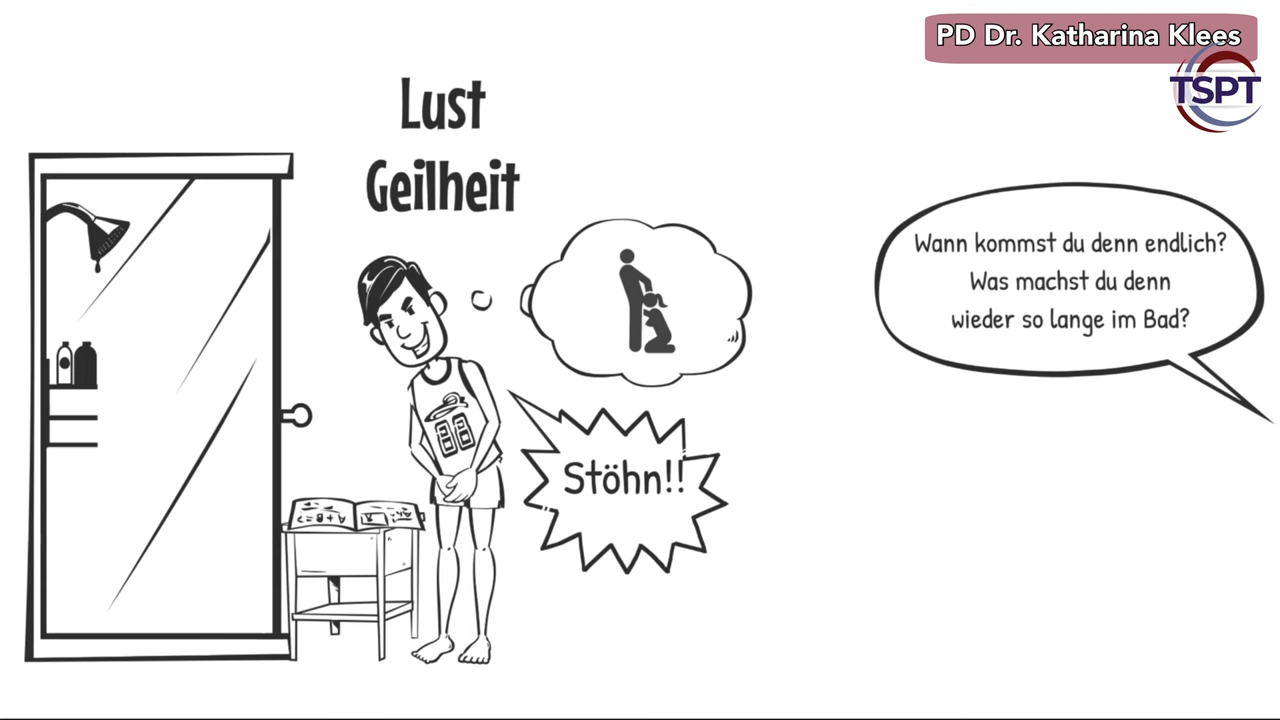 PD Dr. Katharina Klees
TSPT
Lust
Geilheit
Wann kommst du denn endlich?
Was machst du denn
wieder so lange im Bad?
Stöhn!!